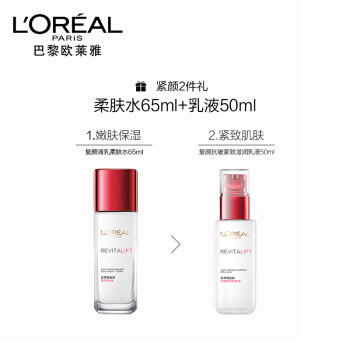 L'ORÉAL
PARIS
巴黎欧莱雅
紧颜2件礼
柔肤水65ml+乳液50ml
1.嫩肤保湿
复颜清乳柔肤水65ml
2.紧致肌肤
复颜抗皱紧致滋润乳液50ml
L'ORÉAL
REVITALIFT
L'ORÉAL
REVITALIFT